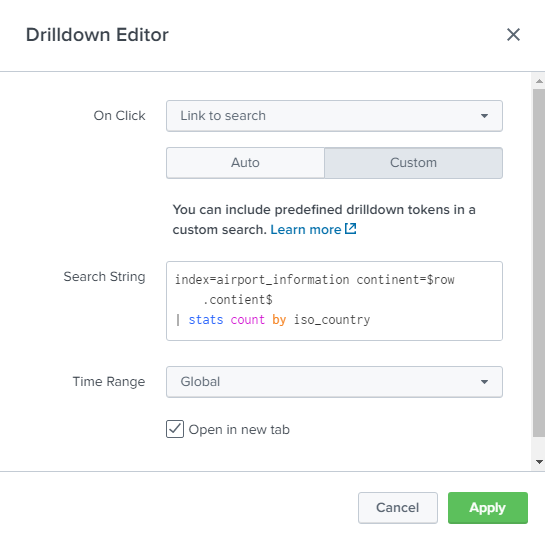 Drilldown Editor
On Click
Link to search
Auto
Custom
You can include predefined drilldown tokens in a
custom search. Learn more
Search String
index=airport_information continent=$row
.contient$
| stats count by iso_country
Time Range
Global
Open in new tab
Cancel
Apply